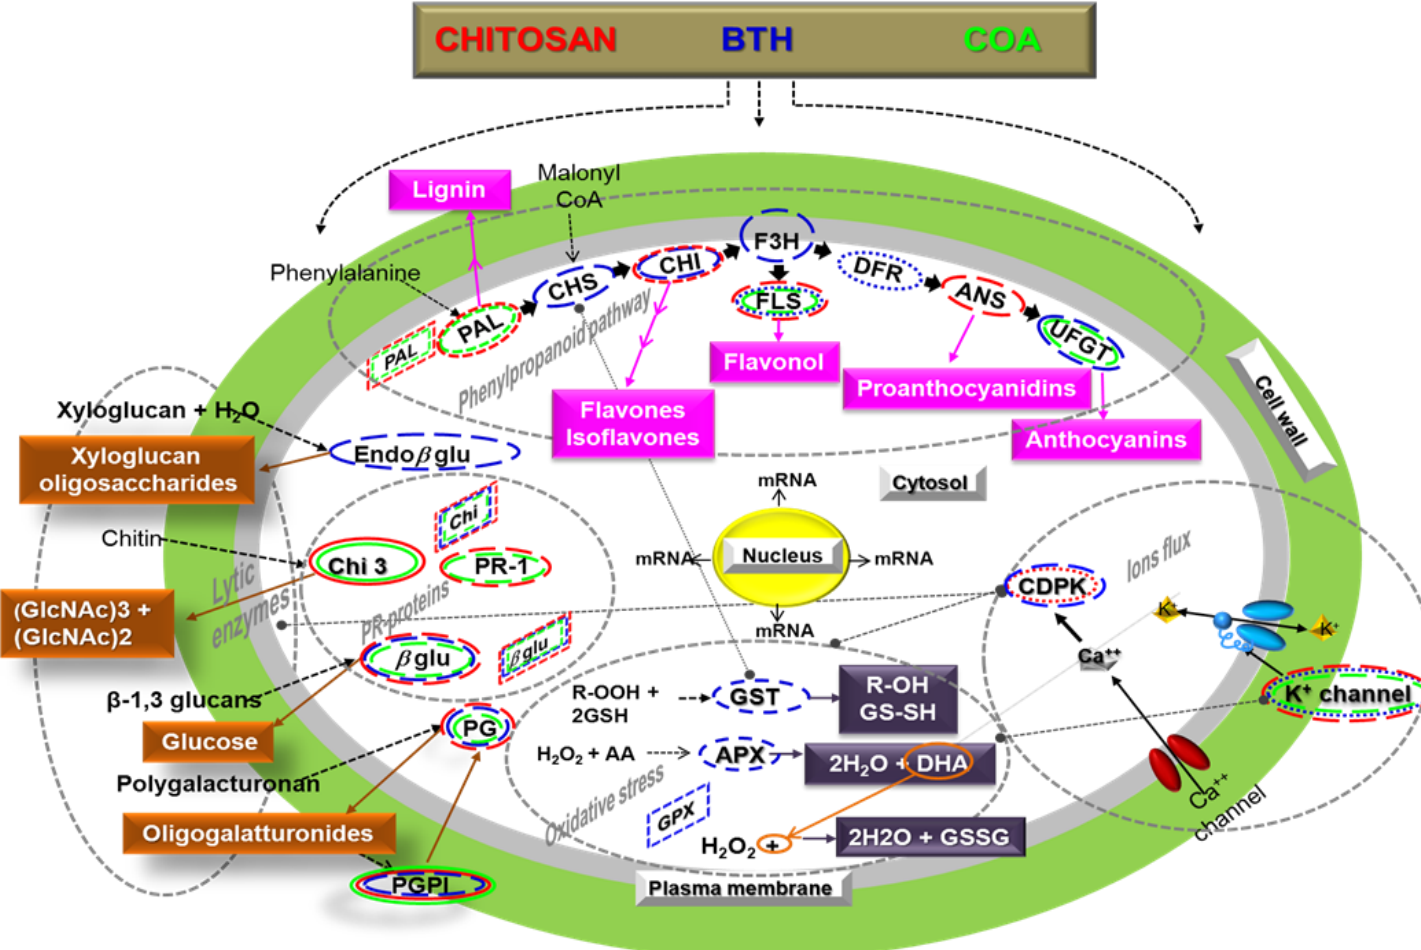 CHITOSAN BTH COA
Malonyl
CoA
Lignin
Phenylalanine
PAL
PAL
CHS
CHI
F3H
DFR
FLS
ANS
UFGT
Phenylpropanoid pathway
Flavonol
Flavones
Isoflavones
Proanthocyanidins
Anthocyanins
Cell wall
Xyloglucan + H₂O
Xyloglucan
oligosaccharides
Endo β glu
Cytosol
mRNA
mRNA
Nucleus
mRNA
mRNA
Chitin
Chi 3
Chi
PR-1
Lytic
enzymes
PR-proteins
(GlcNAc)3 +
(GlcNAc)2
β glu
β glu
β-1,3 glucans
Glucose
PG
Polygalacturonan
Oligogalatturonides
PGPI
CDPK
Ions flux
K⁺
K⁺
Ca⁺⁺
K⁺ channel
Ca⁺⁺
channel
R-OOH +
2GSH
GST
R-OH
GS-SH
H₂O₂ + AA
APX
2H₂O + DHA
Oxidative stress
GPX
H₂O₂ +
2H2O + GSSG
Plasma membrane